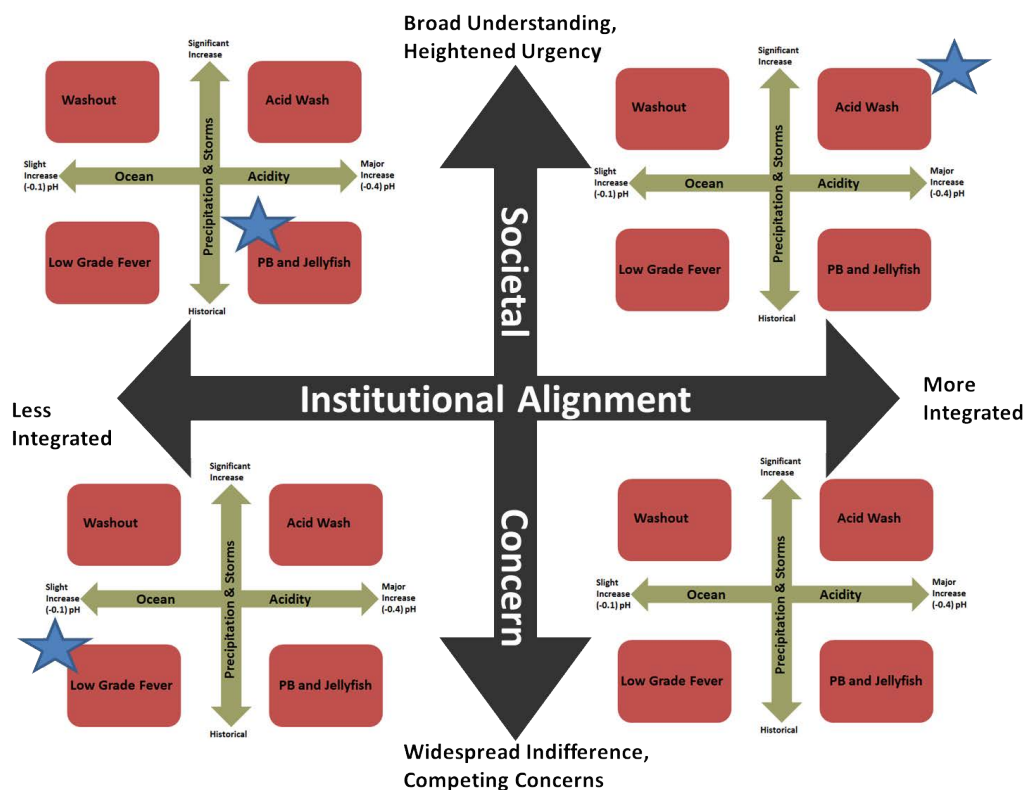 Broad Understanding,
Heightened Urgency
Significant
Increase
Washout
Acid Wash
Slight
Increase
(-0.1) pH
Ocean
Acidity
Major
Increase
(-0.4) pH
Precipitation & Storms
Low Grade Fever
PB and Jellyfish
Historical
Significant
Increase
Washout
Acid Wash
Slight
Increase
(-0.1) pH
Ocean
Acidity
Major
Increase
(-0.4) pH
Precipitation & Storms
Low Grade Fever
PB and Jellyfish
Historical
Societal
Less
Integrated
Institutional Alignment
More
Integrated
Concern
Significant
Increase
Washout
Acid Wash
Slight
Increase
(-0.1) pH
Ocean
Acidity
Major
Increase
(-0.4) pH
Precipitation & Storms
Low Grade Fever
PB and Jellyfish
Historical
Significant
Increase
Washout
Acid Wash
Slight
Increase
(-0.1) pH
Ocean
Acidity
Major
Increase
(-0.4) pH
Precipitation & Storms
Low Grade Fever
PB and Jellyfish
Historical
Widespread Indifference,
Competing Concerns